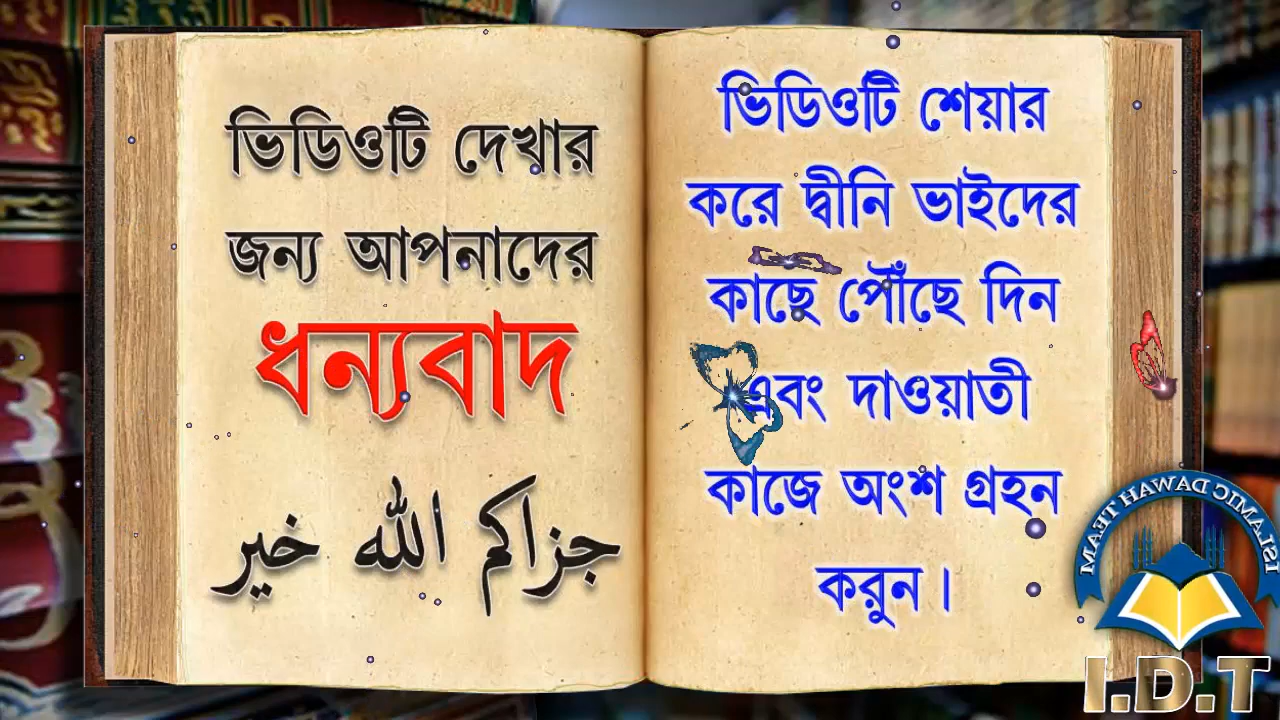 ভিডিওটি দেখার
জন্য আপনাদের
ধন্যবাদ
جزاكم الله خير
ভিডিওটি শেয়ার
করে দ্বীনি ভাইদের
কাছে পৌঁছে দিন
এবং দাওয়াতী
কাজে অংশ গ্রহন
করুন।
ISLAMIC DAWAH TEAM
I.D.T